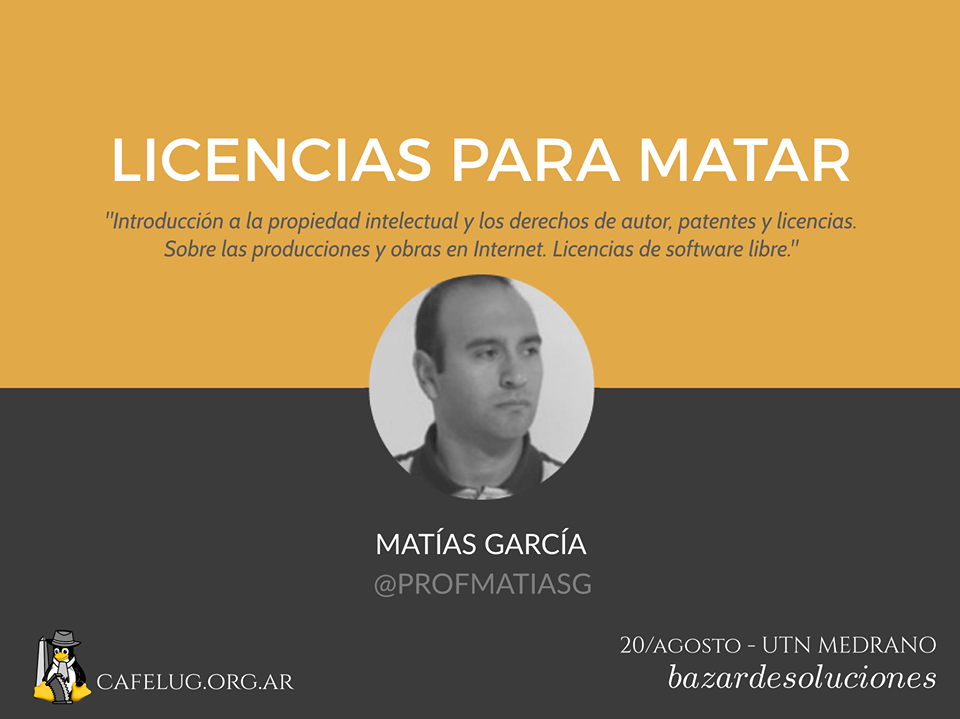 LICENCIAS PARA MATAR
"Introducción a la propiedad intelectual y los derechos de autor, patentes y licencias.
Sobre las producciones y obras en Internet. Licencias de software libre."
MATÍAS GARCÍA
@PROFMATIASG
20/AGOSTO - UTN MEDRANO
bazardesoluciones
CAFELUG.ORG.AR